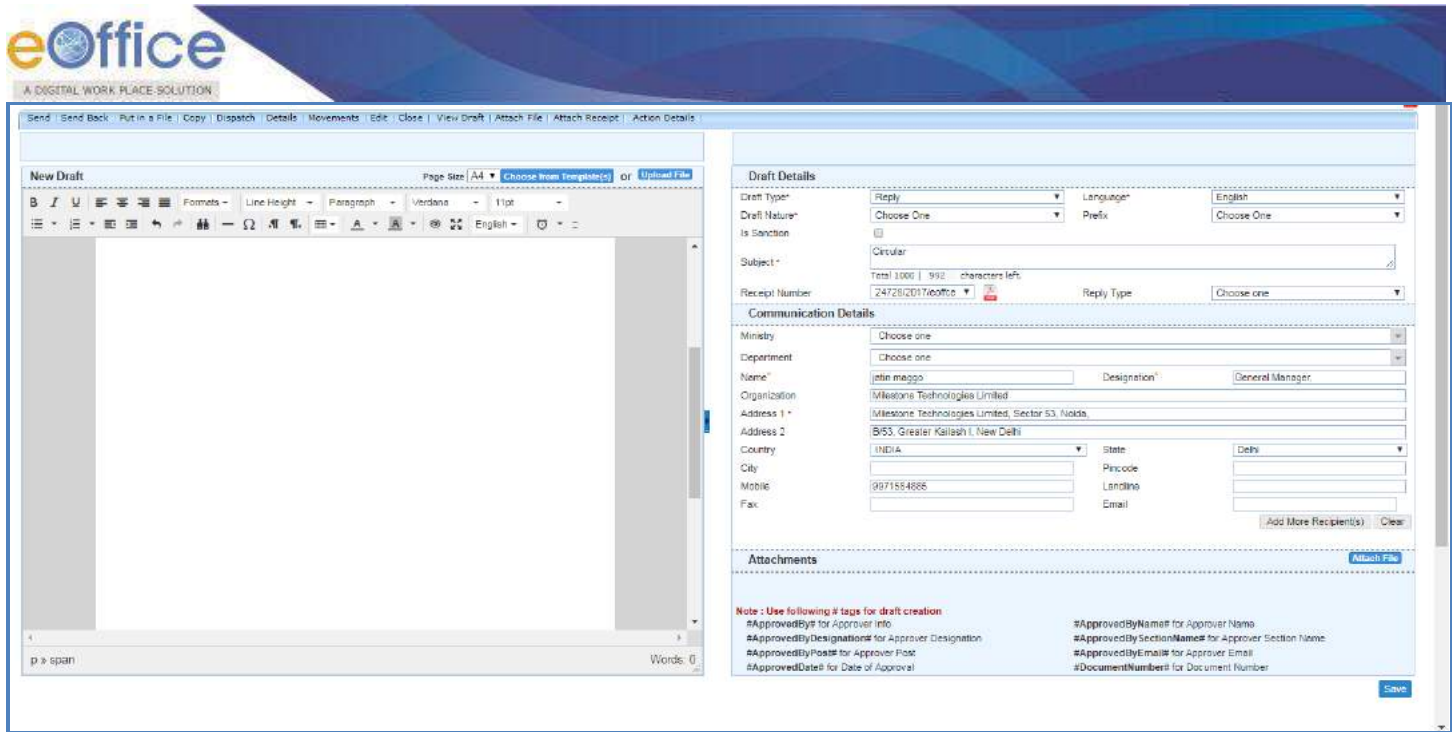 eOffice
A DIGITAL WORK PLACE SOLUTION
Send | Send Back | Put in a File | Copy | Dispatch | Details | Movements | Edit | Close | View Draft | Attach File | Attach Receipt | Action Details |
New Draft Page Size A4 Choose from Template(s) or Upload File
B I U Formats Line Height Paragraph Verdana 11pt
Ω A A English
p » span Words: 0
Draft Details
Draft Type* Reply Language* English
Draft Nature* Choose One Prefix Choose One
Is Sanction
Subject * Circular
Total 1000 | 992 characters left.
Receipt Number 24728/2017/eoffce Reply Type Choose one
Communication Details
Ministry Choose one
Department Choose one
Name* jatin maggo Designation* General Manager
Organization Milestone Technologies Limited
Address 1 * Milestone Technologies Limited, Sector 53, Noida,
Address 2 B/53, Greater Kailash I, New Delhi
Country INDIA State Delhi
City Pincode
Mobile 9971564885 Landline
Fax Email
Add More Recipient(s) Clear
Attachments Attach File
Note : Use following # tags for draft creation
#ApprovedBy# for Approver Info #ApprovedByName# for Approver Name
#ApprovedByDesignation# for Approver Designation #ApprovedBySectionName# for Approver Section Name
#ApprovedByPost# for Approver Post #ApprovedByEmail# for Approver Email
#ApprovedDate# for Date of Approval #DocumentNumber# for Document Number
Save